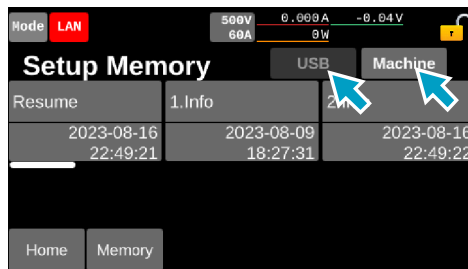 Mode LAN 500V 0.000A -0.04V
60A 0W
Setup Memory USB Machine
Resume 1.Info
2023-08-16 2023-08-09 2023-08-16
22:49:21 18:27:31 22:49:22
Home Memory